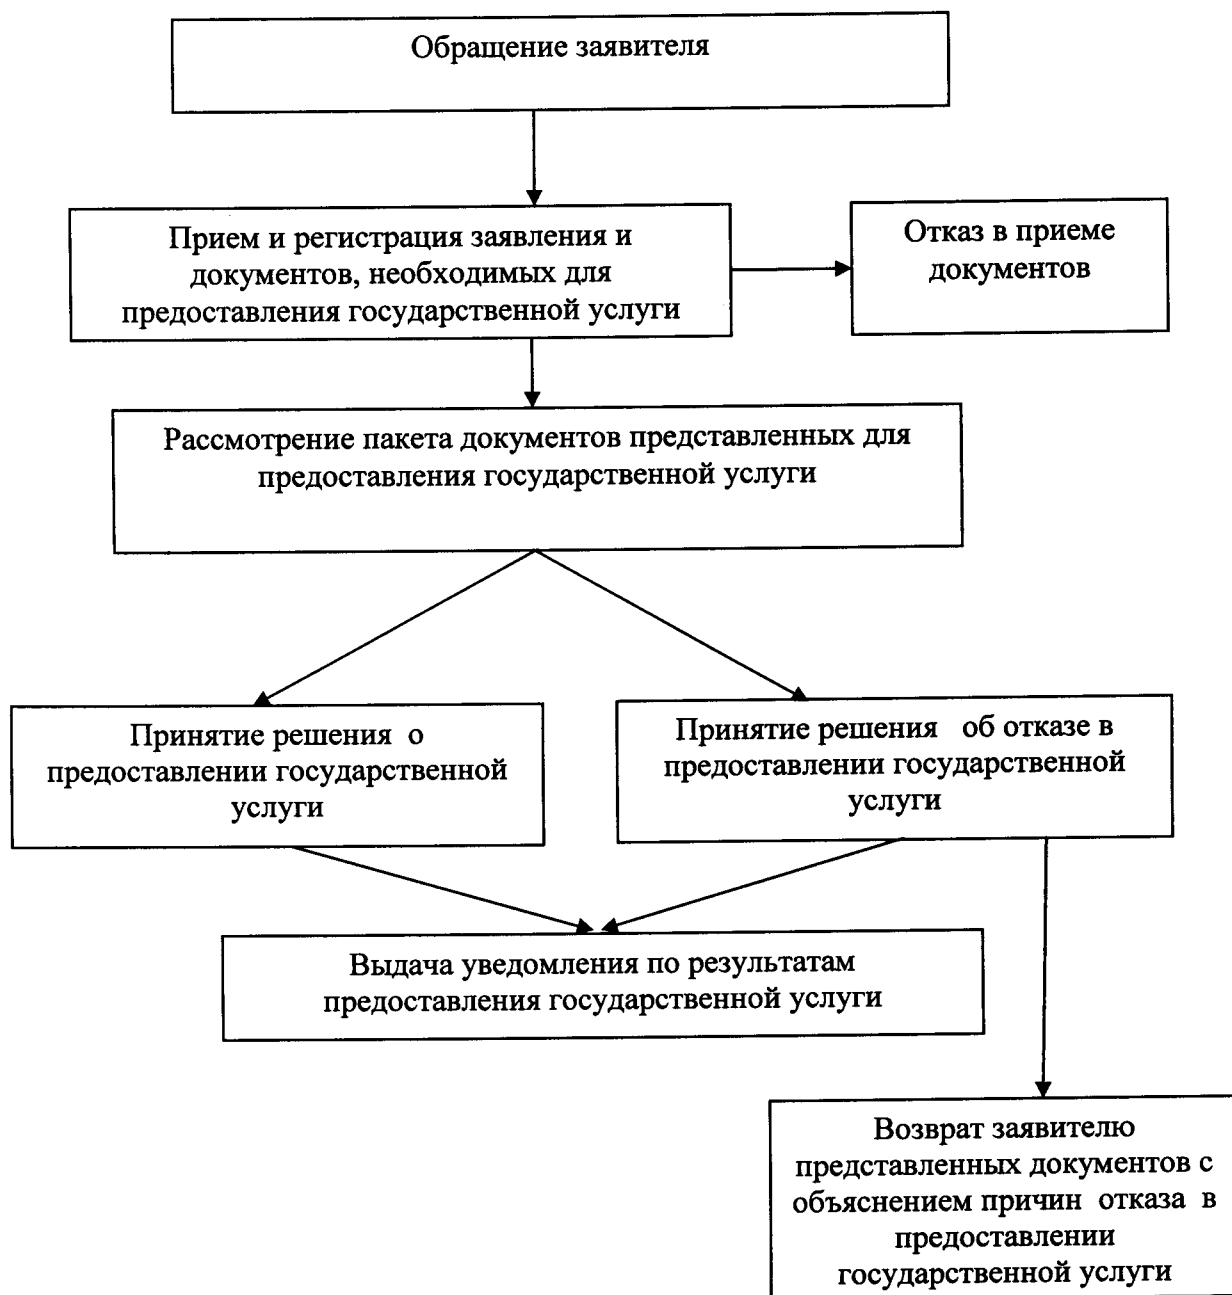 Обращение заявителя
Прием и регистрация заявления и
документов, необходимых для
предоставления государственной услуги
Отказ в приеме
документов
Рассмотрение пакета документов представленных для
предоставления государственной услуги
Принятие решения о
предоставлении государственной
услуги
Принятие решения об отказе в
предоставлении государственной
услуги
Выдача уведомления по результатам
предоставления государственной услуги
Возврат заявителю
представленных документов с
объяснением причин отказа в
предоставлении
государственной услуги